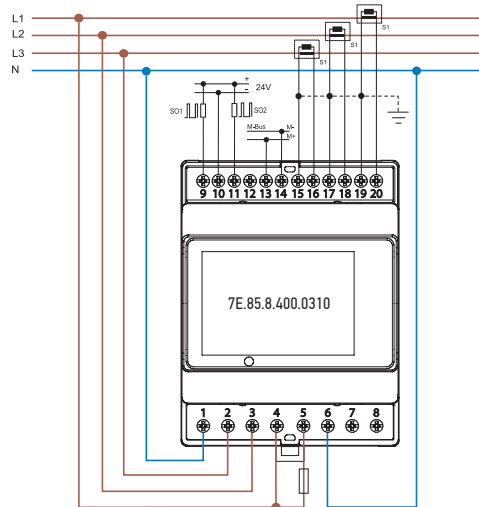 L1
S1
L2
S1
L3
S1
N
+
24V
-
SO1
SO2
M-Bus
M-
M+
9 10 11 12 13 14 15 16 17 18 19 20
7E.85.8.400.0310
1 2 3 4 5 6 7 8